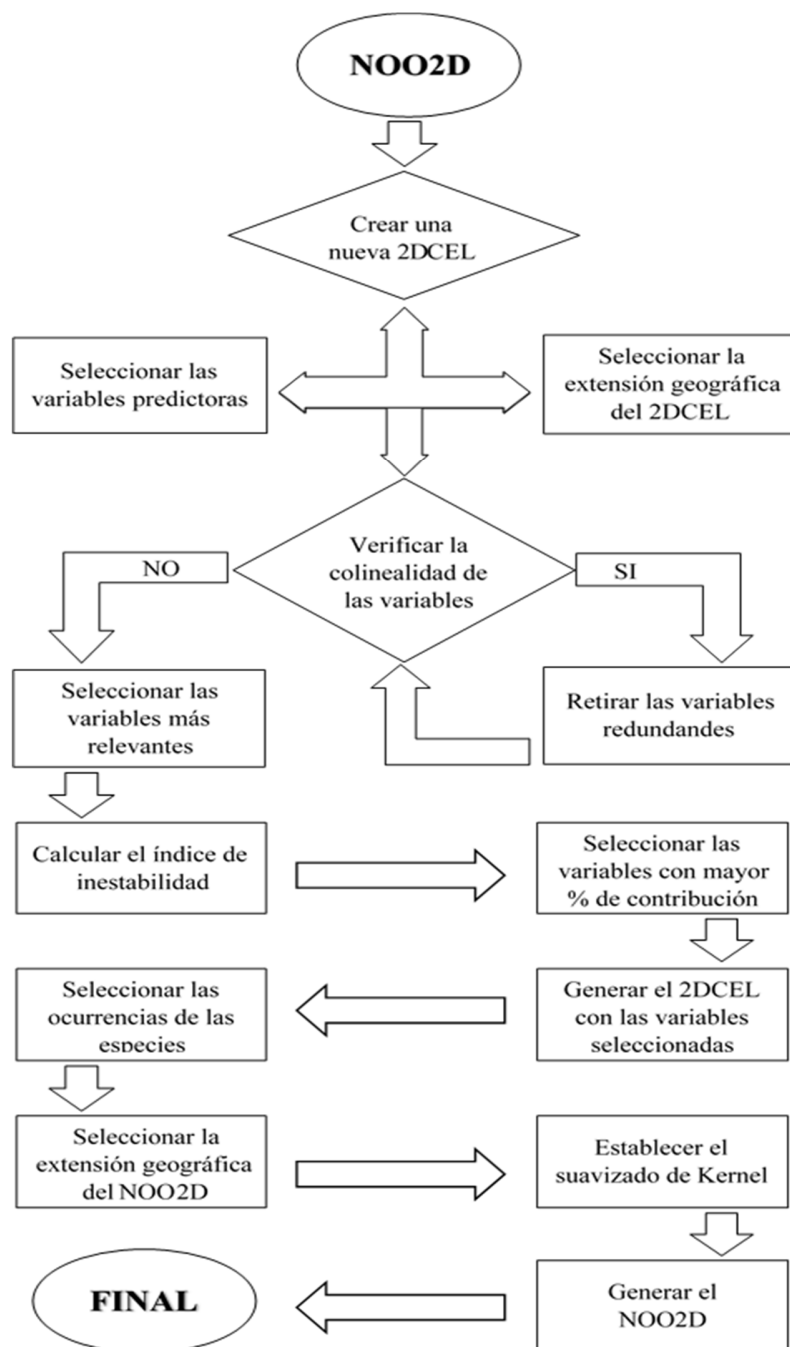 NOO2D
Crear una
nueva 2DCEL
Seleccionar las
variables predictoras
Seleccionar la
extensión geográfica
del 2DCEL
Verificar la
colinealidad de
las variables
NO
SI
Seleccionar las
variables más
relevantes
Retirar las variables
redundandes
Calcular el índice de
inestabilidad
Seleccionar las
variables con mayor
% de contribución
Seleccionar las
ocurrencias de las
especies
Generar el 2DCEL
con las variables
seleccionadas
Seleccionar la
extensión geográfica
del NOO2D
Establecer el
suavizado de Kernel
FINAL
Generar el
NOO2D